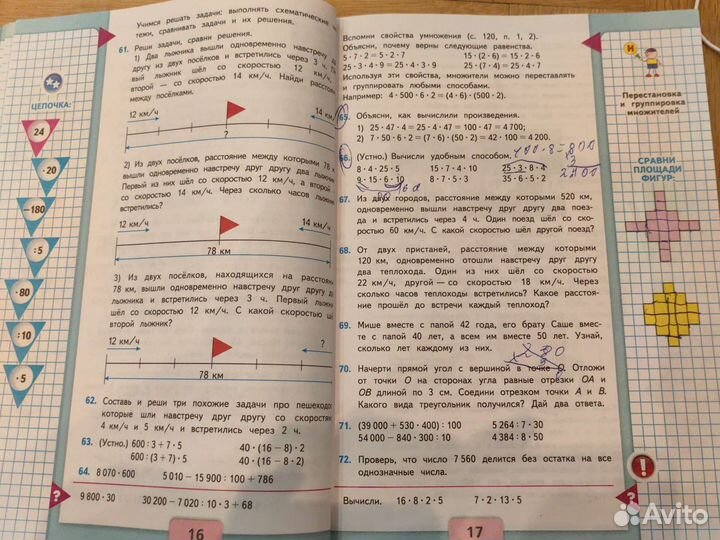 Учимся решать задачи: выполнять схематические
тежи, сравнивать задачи и их решения.
61. Реши задачи, сравни решения.
1) Два лыжника вышли одновременно навстречу
другу из двух посёлков и встретились через 3 ч.
вый лыжник шёл со скоростью 12 км/ч,
второй — со скоростью 14 км/ч. Найди
между посёлками.
12 км/ч
14 км/ч
?
2) Из двух посёлков, расстояние между которыми 78
вышли одновременно навстречу друг другу два
Первый из них шёл со скоростью 12 км/ч, а второй
со скоростью 14 км/ч. Через сколько часов лыжники
встретились?
12 км/ч
14 км/ч
78 км
3) Из двух посёлков, находящихся на
78 км, вышли одновременно навстречу друг другу
лыжника и встретились через 3 ч. Первый
шёл со скоростью 12 км/ч. С какой скоростью
второй лыжник?
12 км/ч
?
78 км
62. Составь и реши три похожие задачи про
которые шли навстречу друг другу со
4 км/ч и 5 км/ч и встретились через 2 ч.
63. (Устно.) 600 : 3 + 7 · 5 40 · (16 – 8) · 2
600 : (3 + 7) · 5 40 · (16 – 8 · 2)
64. 8 070 · 600 5 010 – 15 900 : 100 + 786
9 800 · 30 30 200 – 7 020 : 10 · 3 + 68
16
ЦЕПОЧКА:
24
· 20
– 180
: 5
· 80
: 10
· 5
?
Вспомни свойства умножения (с. 120, п. 1, 2).
Объясни, почему верны следующие равенства.
5 · 7 · 2 = 5 · 2 · 7 15 · (2 · 6) = 15 · 2 · 6
25 · 3 · 4 · 9 = 25 · 4 · 3 · 9 25 · (7 · 4) = 25 · 4 · 7
Используя эти свойства, множители можно переставлять
и группировать любыми способами.
Например: 4 · 500 · 6 · 2 = (4 · 6) · (500 · 2).
65. Объясни, как вычислили произведения.
1) 25 · 47 · 4 = 25 · 4 · 47 = 100 · 47 = 4 700;
2) 7 · 50 · 6 · 2 = (7 · 6) · (50 · 2) = 42 · 100 = 4 200.
66. (Устно.) Вычисли удобным способом.
8 · 4 · 25 · 5 15 · 7 · 4 · 10 25 · 3 · 8 · 4
9 · 15 · 6 · 10 8 · 7 · 5 · 3 35 · 6 · 5 · 2
67. Из двух городов, расстояние между которыми 520 км,
одновременно вышли навстречу друг другу два поез-
да и встретились через 4 ч. Один поезд шёл со ско-
ростью 60 км/ч. С какой скоростью шёл другой поезд?
68. От двух пристаней, расстояние между которыми
120 км, одновременно отошли навстречу друг другу
два теплохода. Один из них шёл со скоростью
22 км/ч, другой — со скоростью 18 км/ч. Через
сколько часов теплоходы встретились? Какое расстоя-
ние прошёл до встречи каждый теплоход?
69. Мише вместе с папой 42 года, его брату Саше вмес-
те с папой 40 лет, а всем им вместе 50 лет. Узнай,
сколько лет каждому из них.
70. Начерти прямой угол с вершиной в точке O. Отложи
от точки O на сторонах угла равные отрезки OA и
OB длиной по 3 см. Соедини отрезком точки A и B.
Какого вида треугольник получился? Дай два ответа.
71. (39 000 + 530 · 400) : 100 5 264 : 7 · 30
54 000 – 840 · 300 : 10 4 384 : 8 · 50
72. Проверь, что число 7 560 делится без остатка на все
однозначные числа.
Вычисли. 16 · 8 · 2 · 5 7 · 2 · 13 · 5
17
И
Перестановка
и группировка
множителей
СРАВНИ
ПЛОЩАДИ
ФИГУР:
!
?
Avito